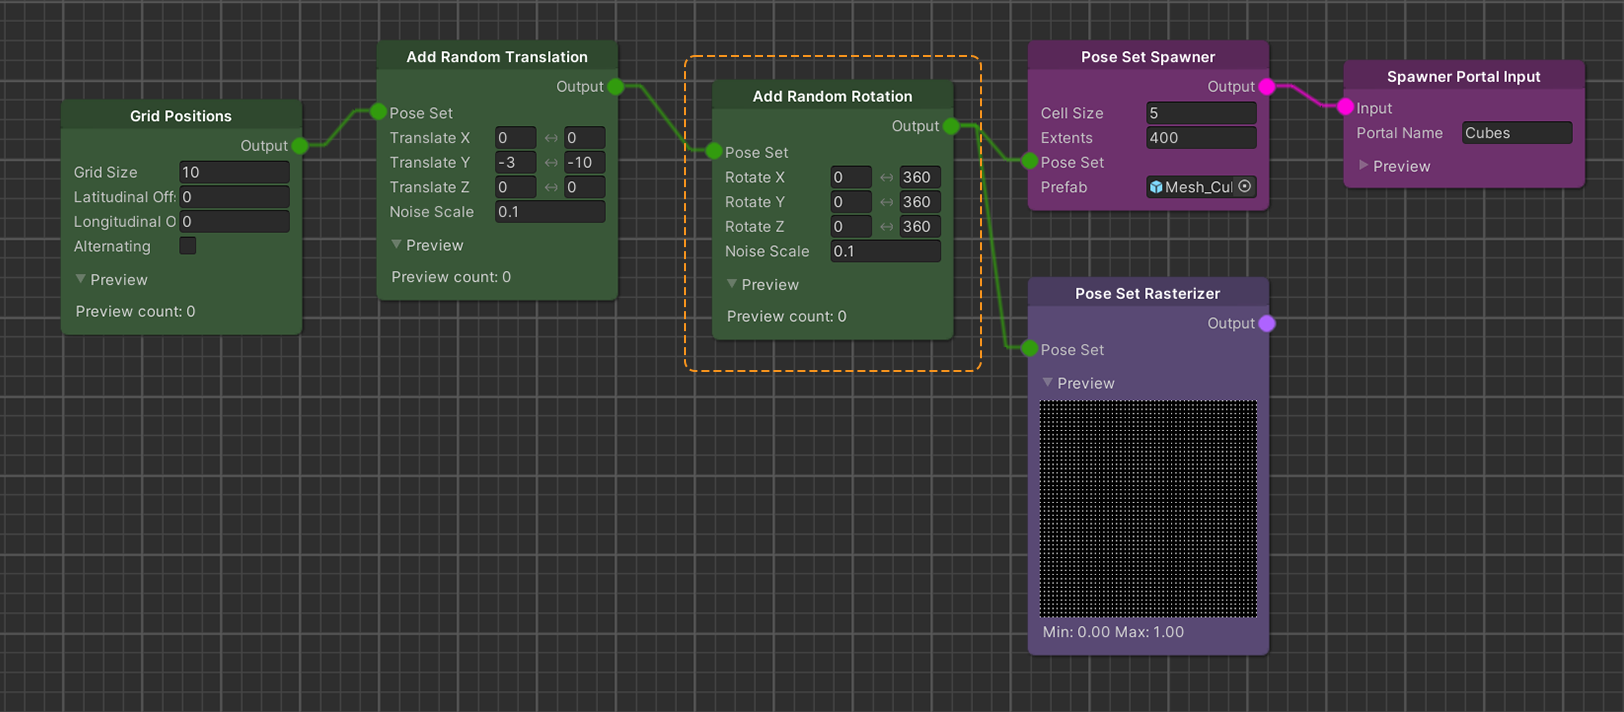 Grid Positions
Output
Grid Size 10
Latitudinal Off: 0
Longitudinal O 0
Alternating
Preview
Preview count: 0
Add Random Translation
Output
Pose Set
Translate X 0 ↔ 0
Translate Y -3 ↔ -10
Translate Z 0 ↔ 0
Noise Scale 0.1
Preview
Preview count: 0
Add Random Rotation
Output
Pose Set
Rotate X 0 ↔ 360
Rotate Y 0 ↔ 360
Rotate Z 0 ↔ 360
Noise Scale 0.1
Preview
Preview count: 0
Pose Set Spawner
Output
Cell Size 5
Extents 400
Pose Set
Prefab Mesh_Cul
Spawner Portal Input
Input
Portal Name Cubes
Preview
Pose Set Rasterizer
Output
Pose Set
Preview
Min: 0.00 Max: 1.00